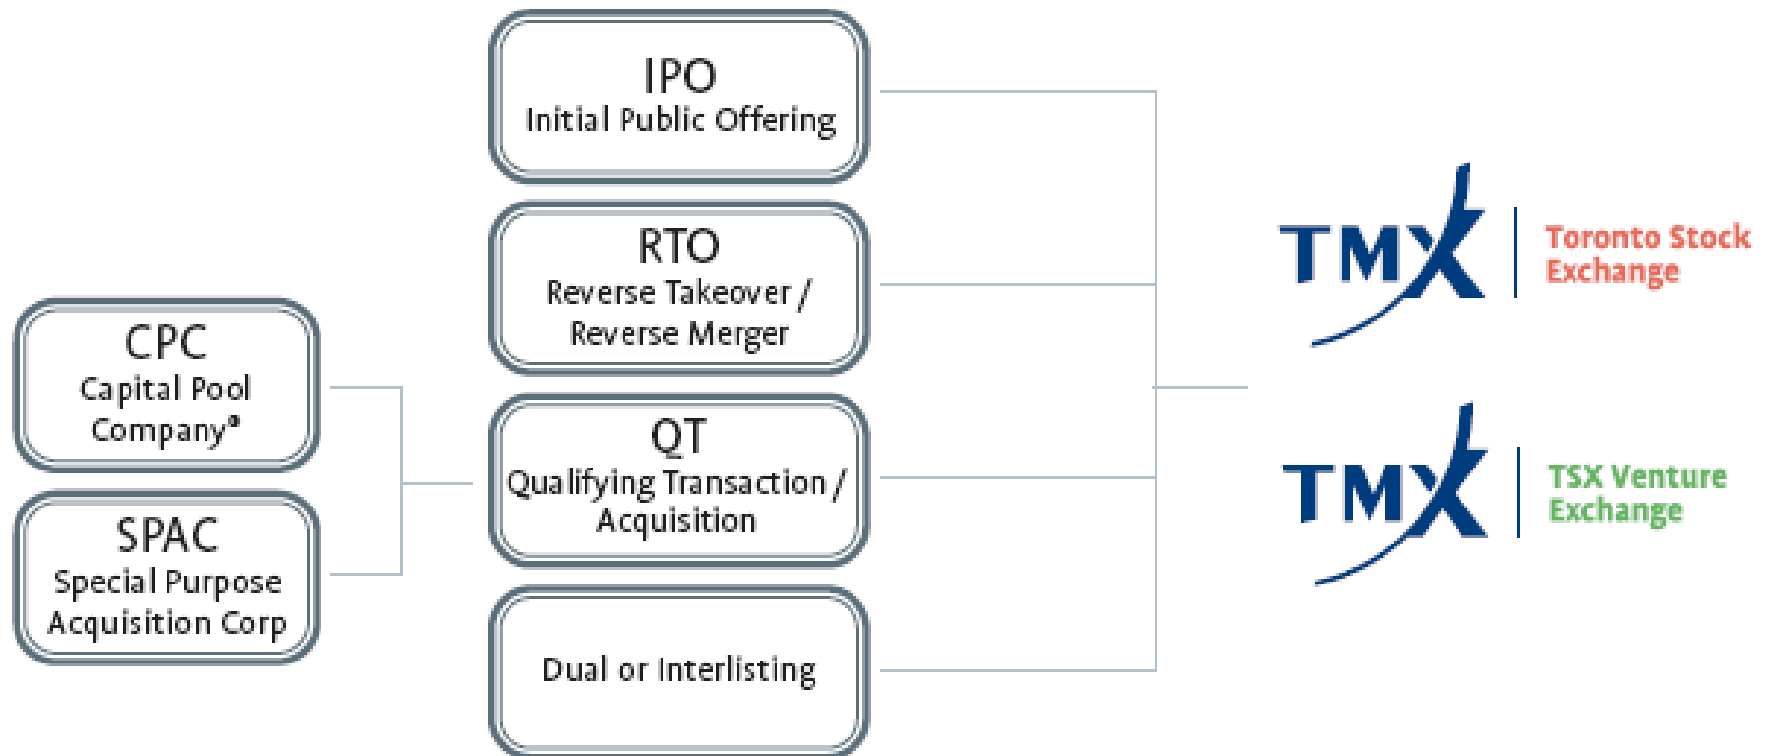 IPO
Initial Public Offering
RTO
Reverse Takeover /
Reverse Merger
CPC
Capital Pool
Company®
QT
Qualifying Transaction /
Acquisition
SPAC
Special Purpose
Acquisition Corp
Dual or Interlisting
TMX
Toronto Stock
Exchange
TMX
TSX Venture
Exchange